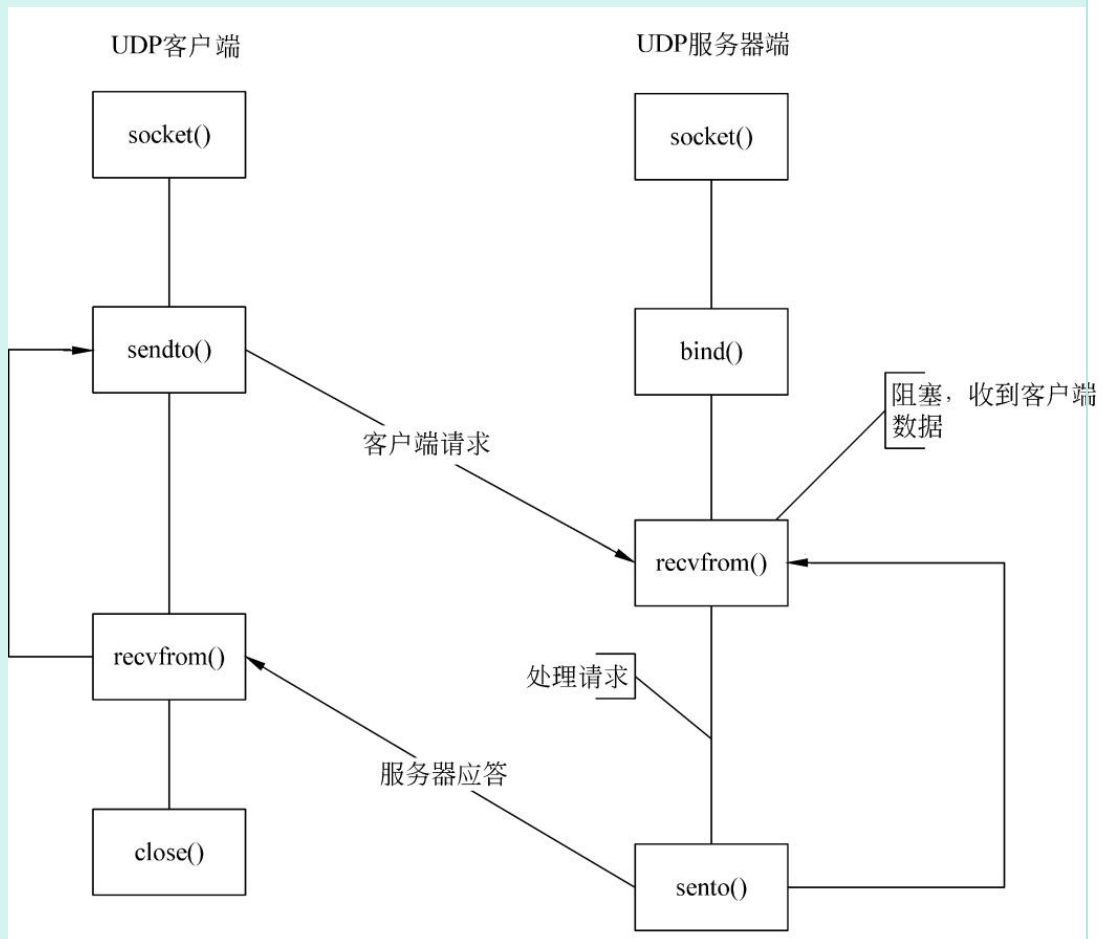 UDP客户端
UDP服务器端
socket()
socket()
sendto()
bind()
阻塞，收到客户端
数据
客户端请求
recvfrom()
recvfrom()
处理请求
服务器应答
close()
sento()